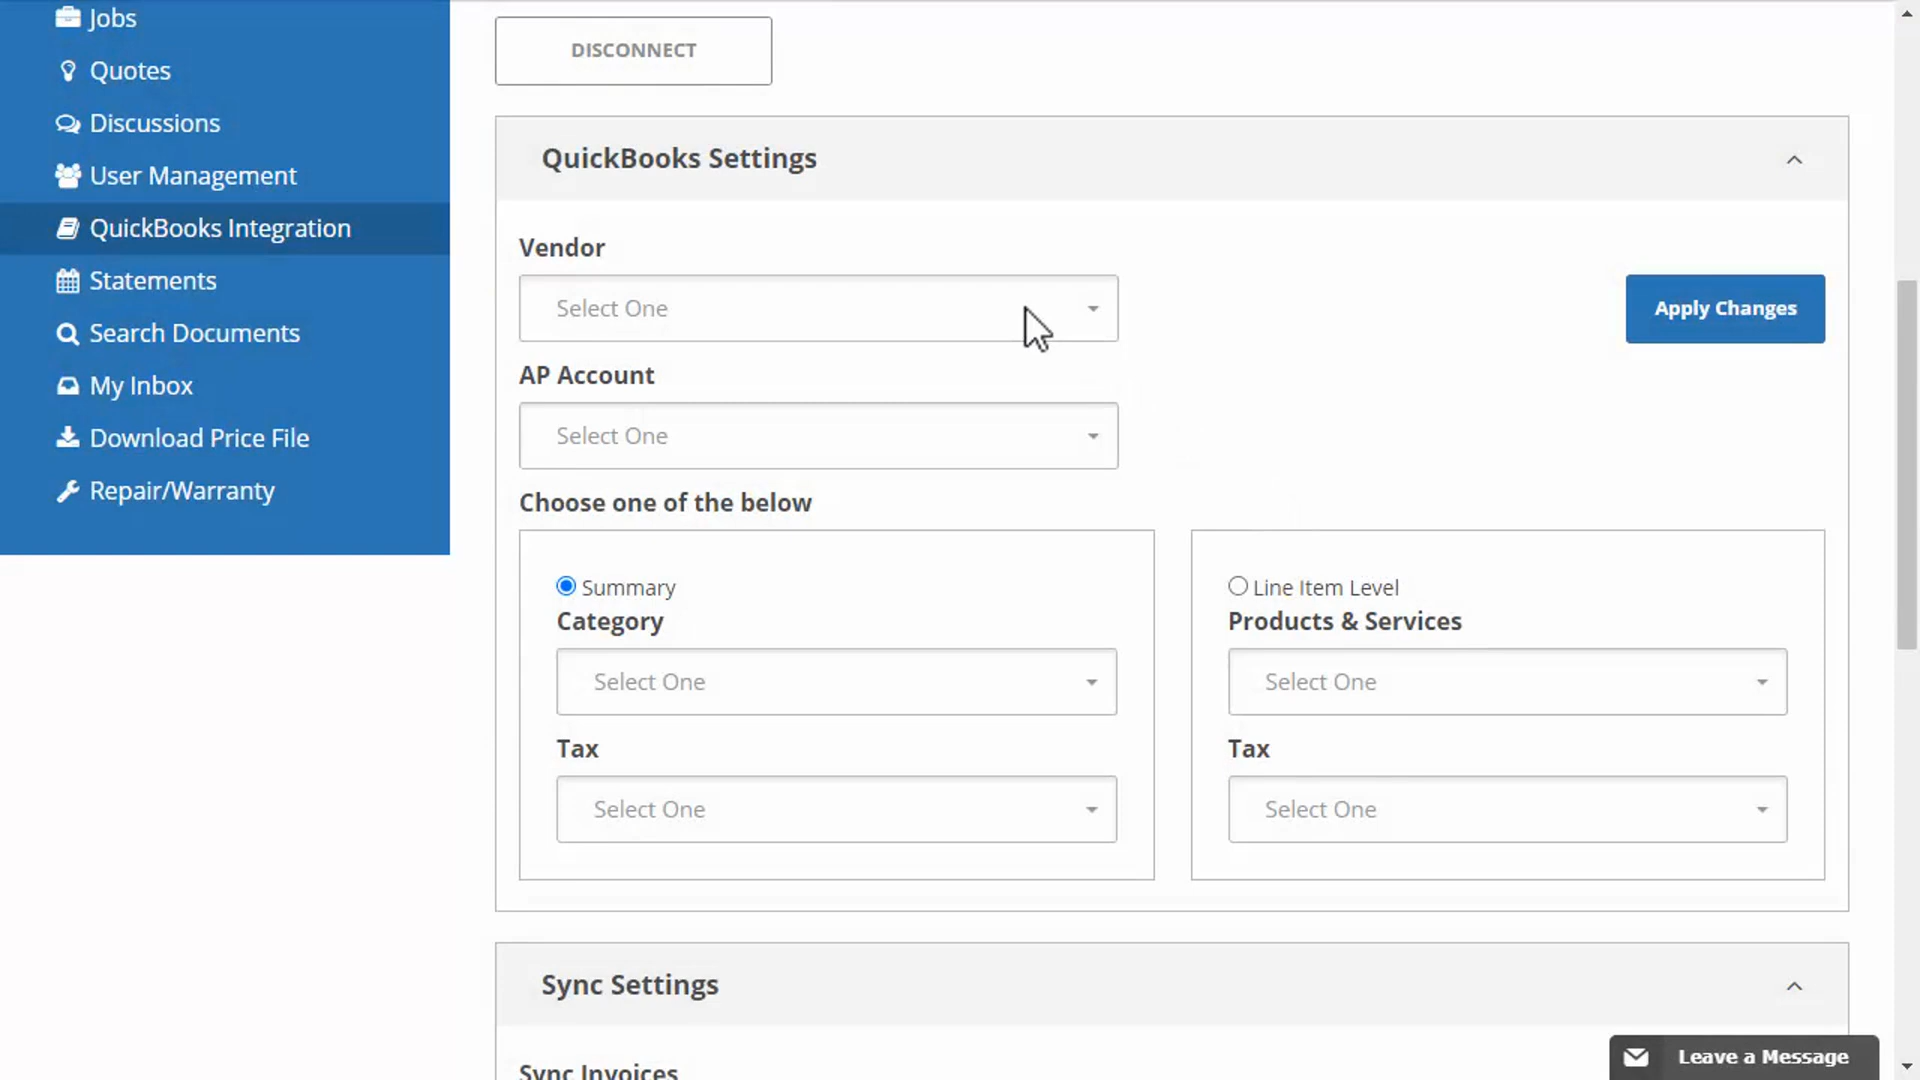 Jobs
Quotes
Discussions
User Management
QuickBooks Integration
Statements
Search Documents
My Inbox
Download Price File
Repair/Warranty
DISCONNECT
QuickBooks Settings
Vendor
Select One
Apply Changes
AP Account
Select One
Choose one of the below
Summary
Category
Select One
Tax
Select One
Line Item Level
Products & Services
Select One
Tax
Select One
Sync Settings
Sync Invoices
Leave a Message